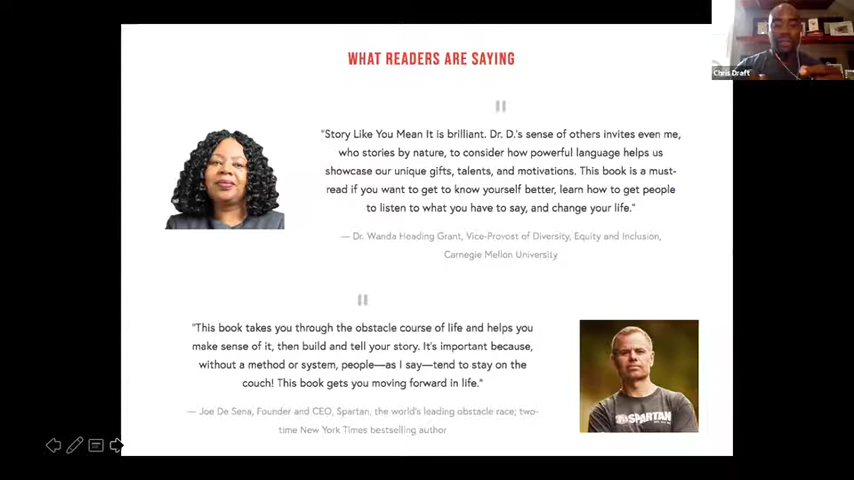 WHAT READERS ARE SAYING
Chris Draft
"
"Story Like You Mean It is brilliant. Dr. D.'s sense of others invites even me,
who stories by nature, to consider how powerful language helps us
showcase our unique gifts, talents, and motivations. This book is a must-
read if you want to get to know yourself better, learn how to get people
to listen to what you have to say, and change your life."
— Dr. Wanda Heading Grant, Vice-Provost of Diversity, Equity and Inclusion,
Carnegie Mellon University
"
"This book takes you through the obstacle course of life and helps you
make sense of it, then build and tell your story. It's important because,
without a method or system, people—as I say—tend to stay on the
couch! This book gets you moving forward in life."
— Joe De Sena, Founder and CEO, Spartan, the world's leading obstacle race; two-
time New York Times bestselling author
SPARTAN